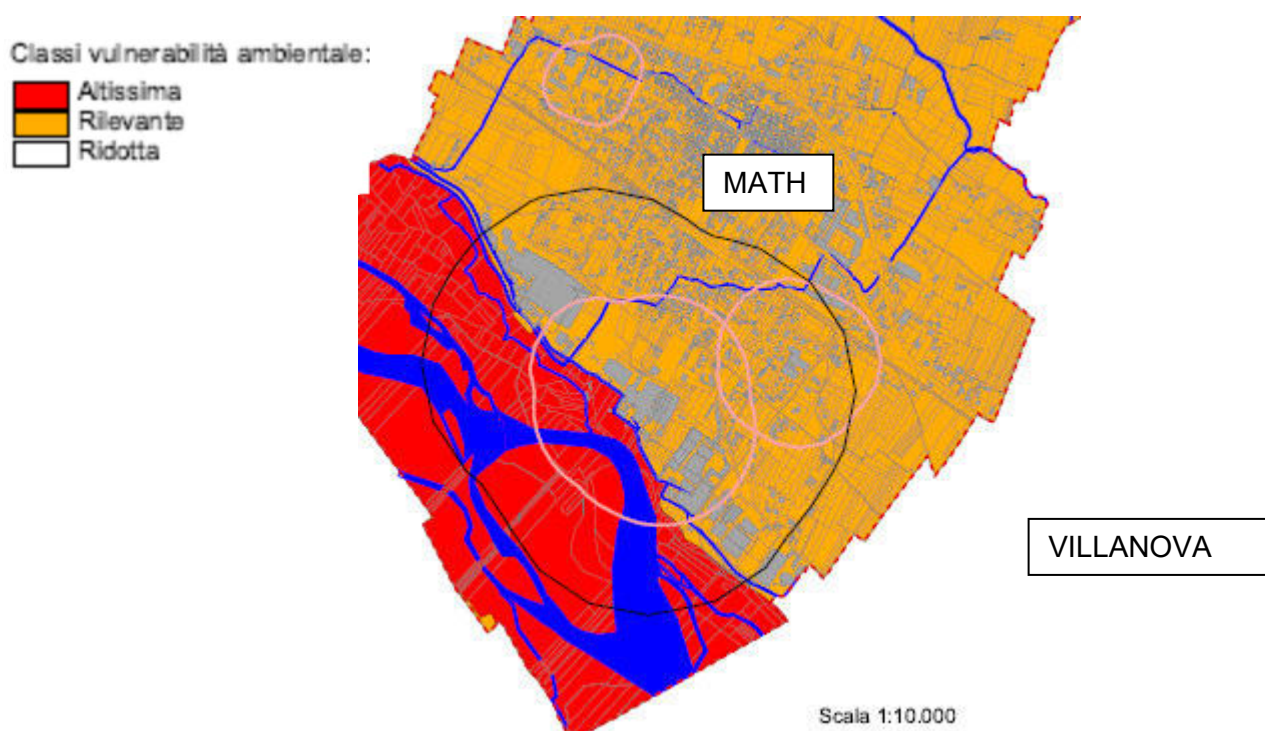 Classi vulnerabilità ambientale:
Altissima
Rilevante
Ridotta
MATH
VILLANOVA
Scala 1:10.000